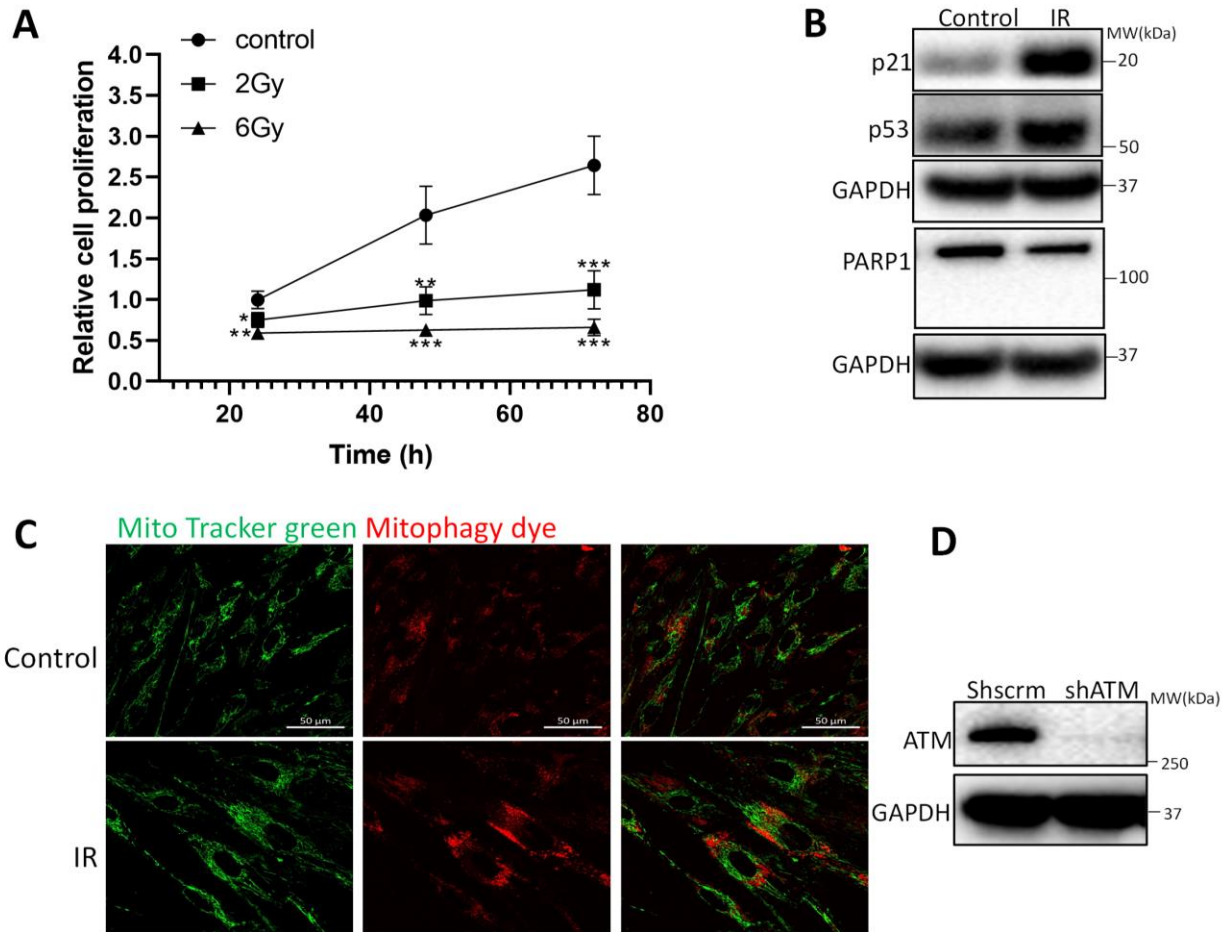 A
control
2Gy
6Gy
4.0
3.5
3.0
2.5
2.0
1.5
1.0
0.5
0.0
Relative cell proliferation
*
**
**
***
***
***
20 40 60 80
Time (h)
B
Control IR
MW(kDa)
p21
20
p53
50
GAPDH
37
PARP1
100
GAPDH
37
C
Mito Tracker green Mitophagy dye
Control
50 µm
50 µm
50 µm
IR
D
Shscrm shATM
MW(kDa)
ATM
250
GAPDH
37